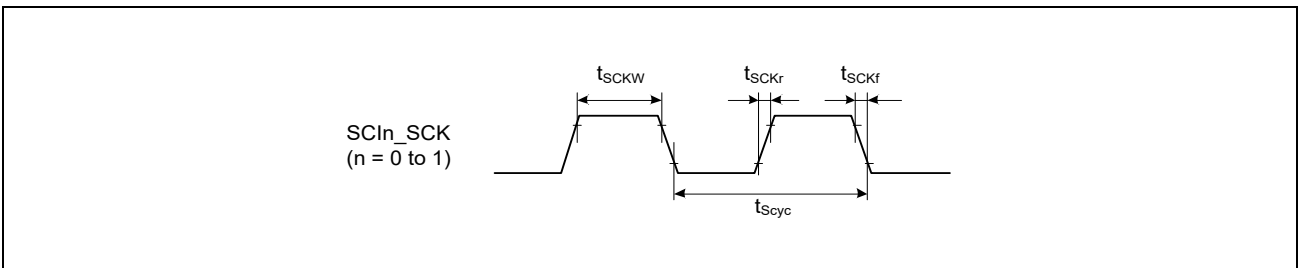 tSCKW tSCKr tSCKf
SCIn_SCK
(n = 0 to 1)
tScyc